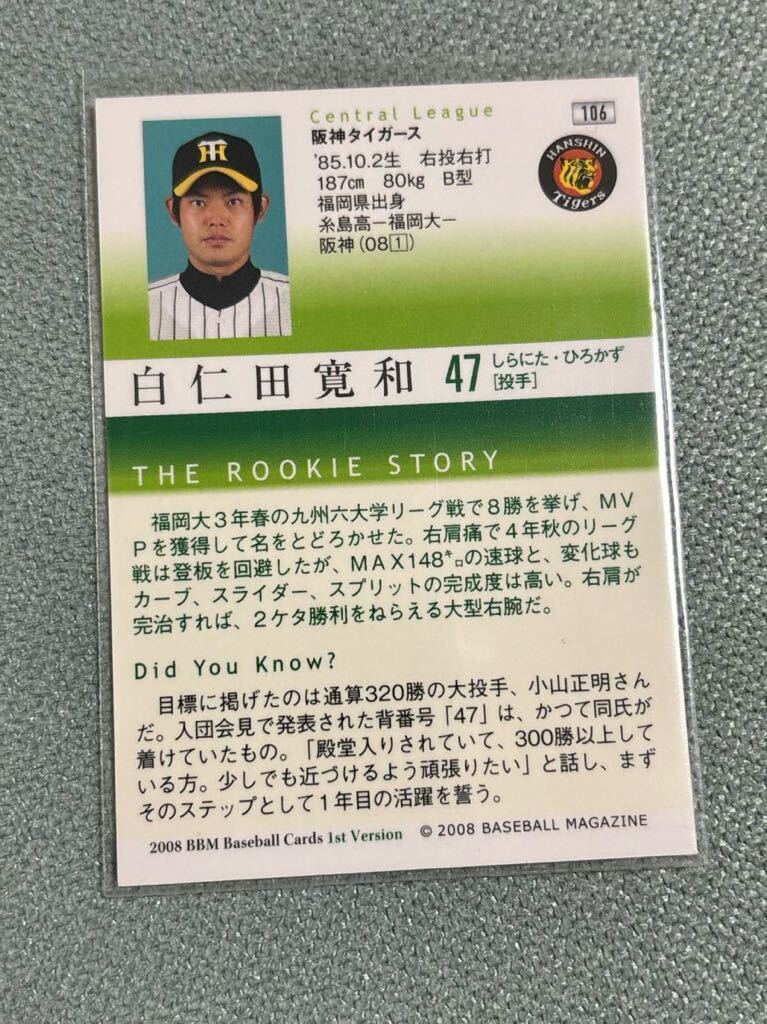 Central League
106
阪神タイガース
'85.10.2生 右投右打
187cm 80kg B型
福岡県出身
糸島高ー福岡大ー
阪神(08①)
HANSHIN
Tigers
HT
白仁田寛和 47 しらにた・ひろかず
[投手]
THE ROOKIE STORY
福岡大3年春の九州六大学リーグ戦で8勝を挙げ、MV
Pを獲得して名をとどろかせた。右肩痛で4年秋のリーグ
戦は登板を回避したが、MAX148㌔の速球と、変化球も
カーブ、スライダー、スプリットの完成度は高い。右肩が
完治すれば、2ケタ勝利をねらえる大型右腕だ。
Did You Know?
目標に掲げたのは通算320勝の大投手、小山正明さん
だ。入団会見で発表された背番号「47」は、かつて同氏が
着けていたもの。「殿堂入りされていて、300勝以上して
いる方。少しでも近づけるよう頑張りたい」と話し、まず
そのステップとして1年目の活躍を誓う。
2008 BBM Baseball Cards 1st Version © 2008 BASEBALL MAGAZINE